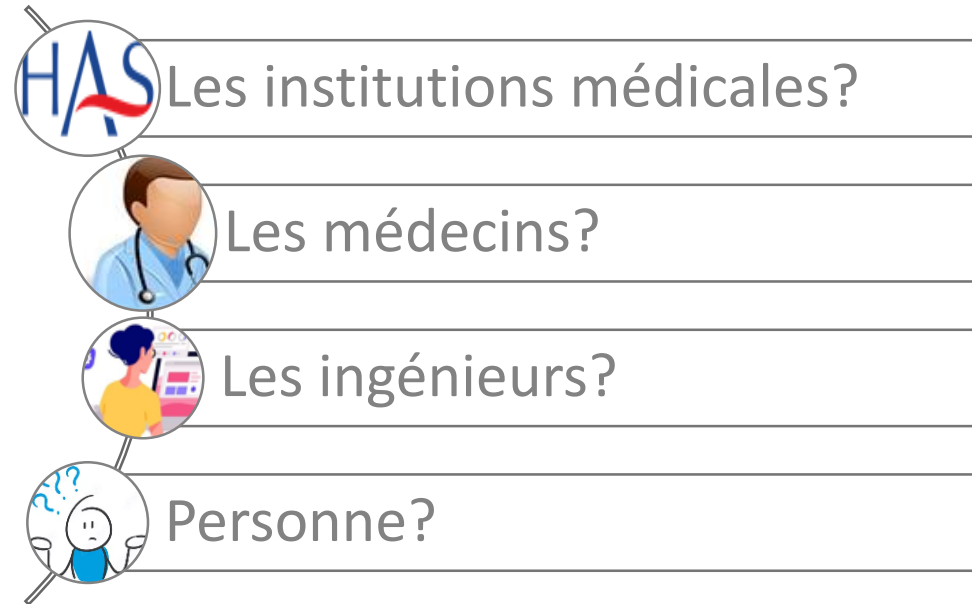 HAS
Les institutions médicales?
Les médecins?
Les ingénieurs?
???
Personne?